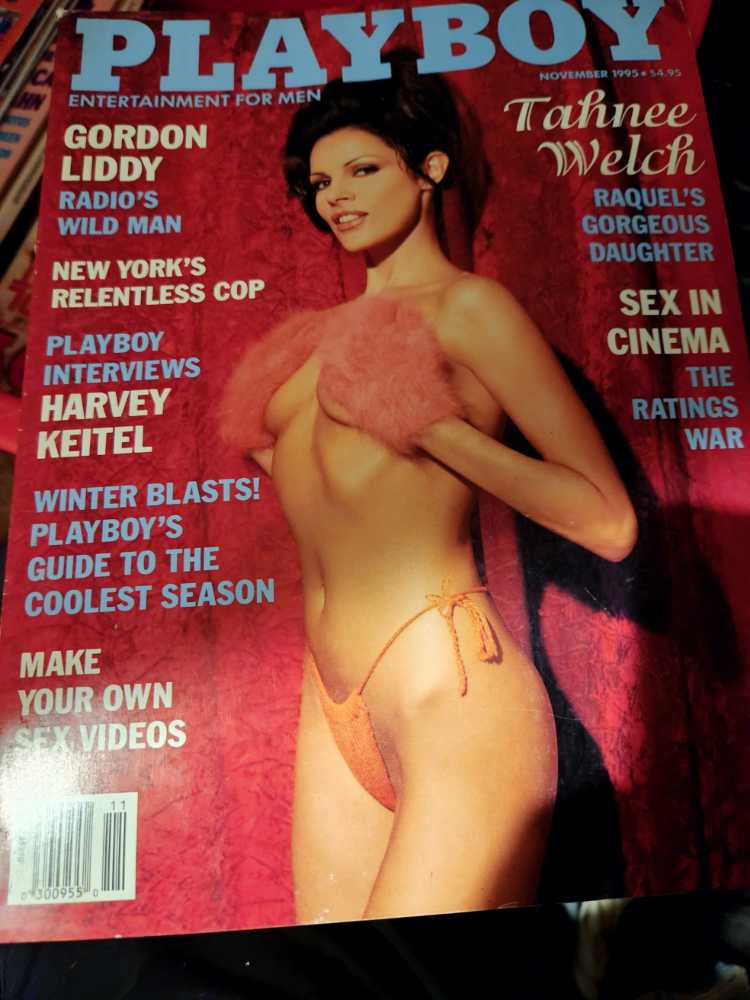 PLAYBOY
ENTERTAINMENT FOR MEN
NOVEMBER 1995 • $4.95
GORDON
LIDDY
RADIO'S
WILD MAN
NEW YORK'S
RELENTLESS COP
PLAYBOY
INTERVIEWS
HARVEY
KEITEL
WINTER BLASTS!
PLAYBOY'S
GUIDE TO THE
COOLEST SEASON
MAKE
YOUR OWN
SEX VIDEOS
Tahnee
Welch
RAQUEL'S
GORGEOUS
DAUGHTER
SEX IN
CINEMA
THE
RATINGS
WAR
11
0 300955 0